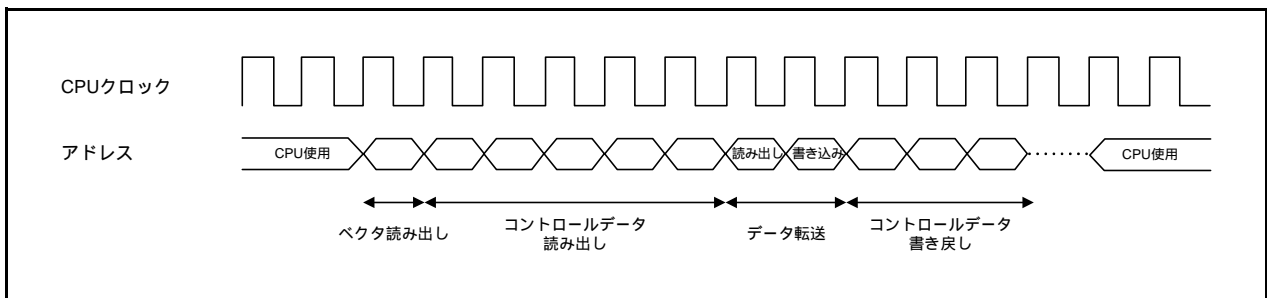 CPUクロック
アドレス
CPU使用
読み出し
書き込み
CPU使用
ベクタ読み出し
コントロールデータ
読み出し
データ転送
コントロールデータ
書き戻し